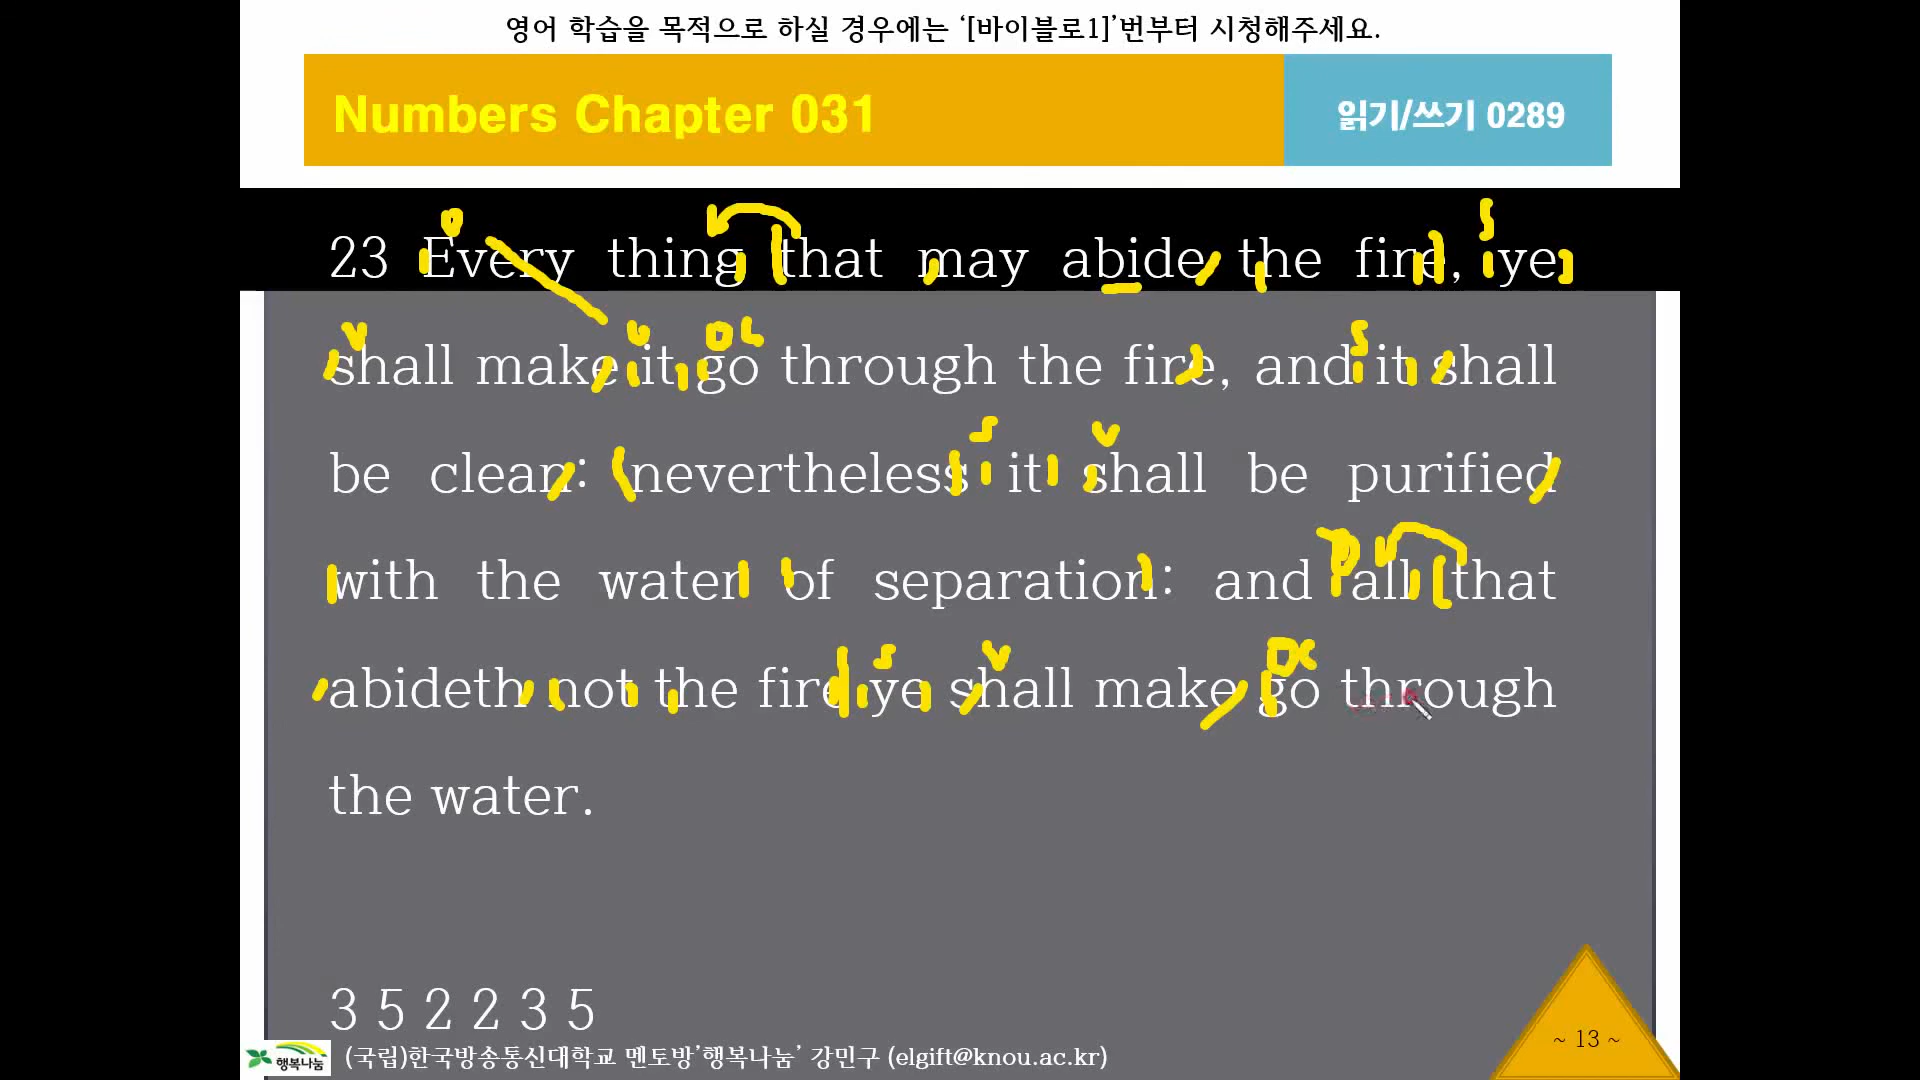 영어 학습을 목적으로 하실 경우에는 ‘[바이블로1]’번부터 시청해주세요.
Numbers Chapter 031
읽기/쓰기 0289
23 Every thing that may abide the fire, ye
shall make it go through the fire, and it shall
be clean: nevertheless it shall be purified
with the water of separation: and all that
abideth not the fire ye shall make go through
the water.
3 5 2 2 3 5
~ 13 ~
행복나눔
(국립)한국방송통신대학교 멘토방’행복나눔’ 강민구 (elgift@knou.ac.kr)